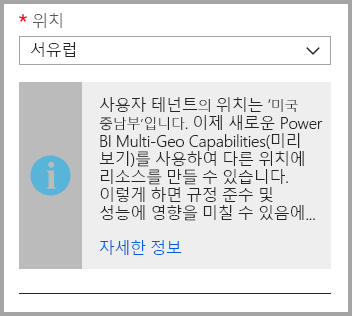 * 위치
서유럽
사용자 테넌트의 위치는 '미국
중남부'입니다. 이제 새로운 Power
BI Multi-Geo Capabilities(미리
보기)를 사용하여 다른 위치에
리소스를 만들 수 있습니다.
이렇게 하면 규정 준수 및
성능에 영향을 미칠 수 있음에...
자세한 정보